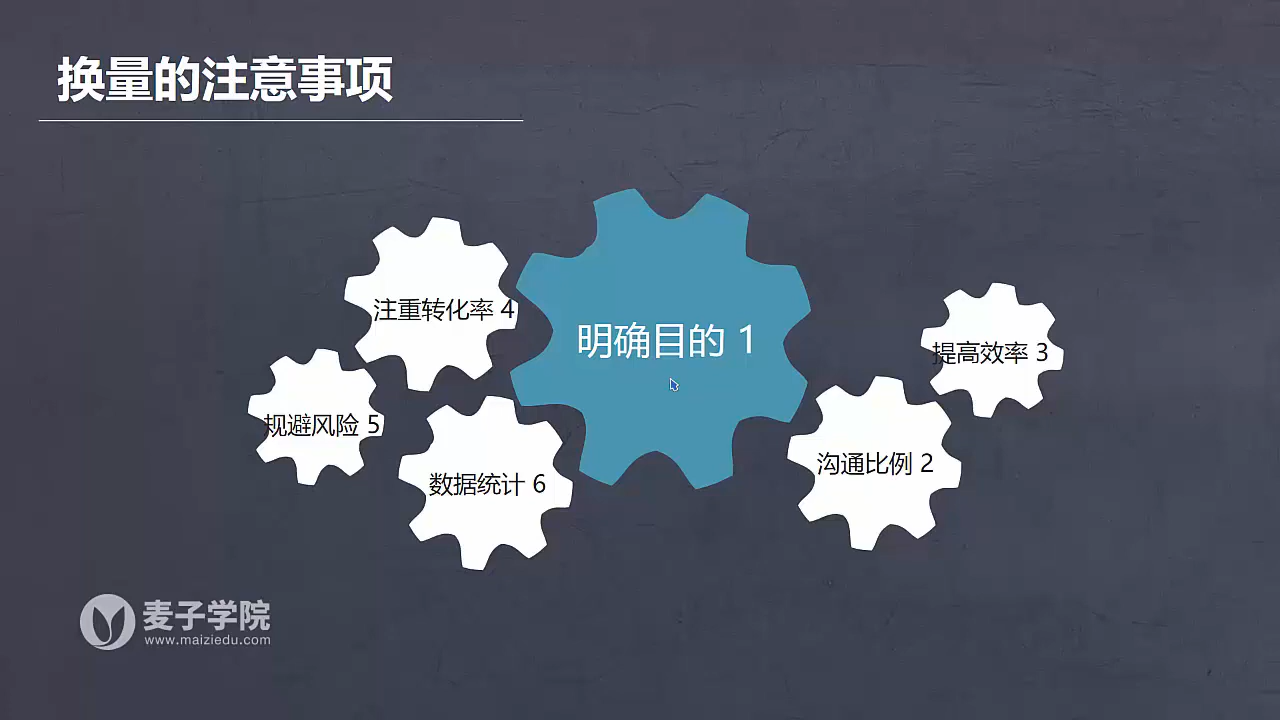 换量的注意事项
明确目的 1
沟通比例 2
提高效率 3
注重转化率 4
规避风险 5
数据统计 6
麦子学院
www.maiziedu.com